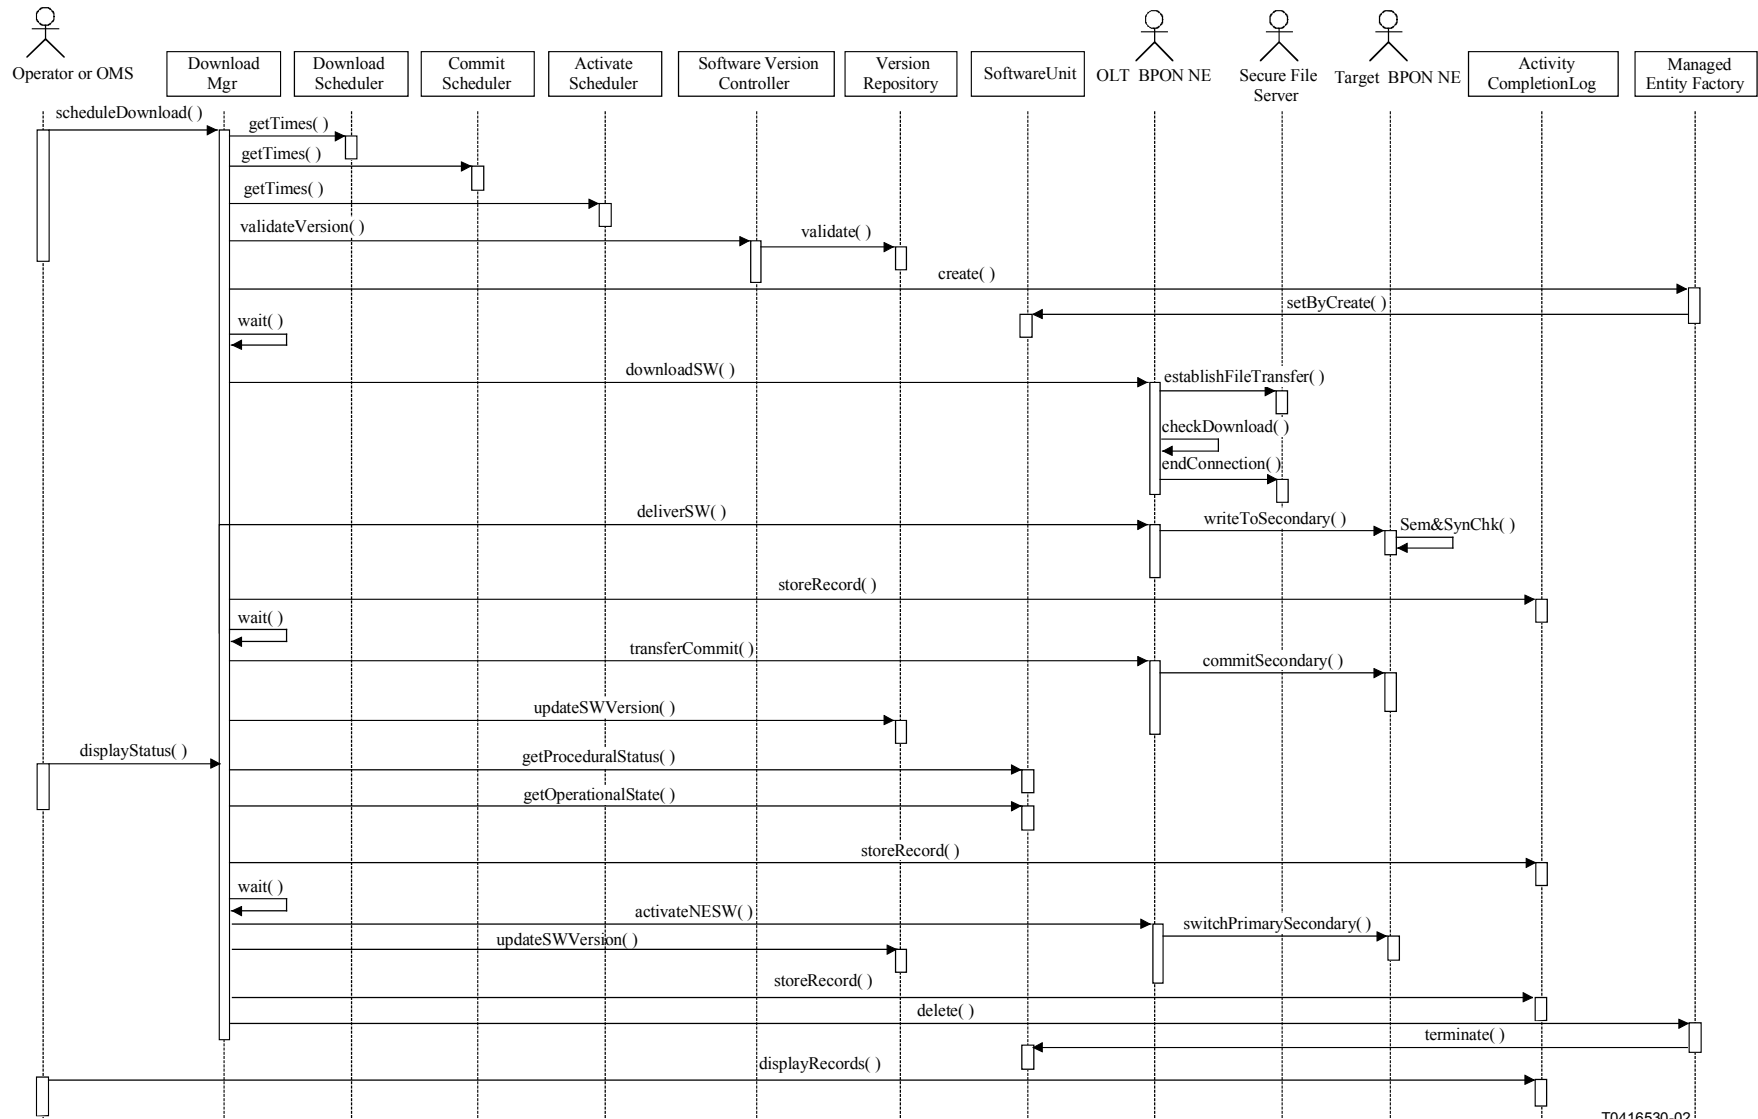 Operator or OMS
Download
Mgr
Download
Scheduler
Commit
Scheduler
Activate
Scheduler
Software Version
Controller
Version
Repository
SoftwareUnit
OLT BPON NE
Secure File
Server
Target BPON NE
Activity
CompletionLog
Managed
Entity Factory
scheduleDownload( )
getTimes( )
getTimes( )
getTimes( )
validateVersion( )
validate( )
create( )
setByCreate( )
wait( )
downloadSW( )
establishFileTransfer( )
checkDownload( )
endConnection( )
deliverSW( )
writeToSecondary( )
Sem&SynChk( )
storeRecord( )
wait( )
transferCommit( )
commitSecondary( )
updateSWVersion( )
displayStatus( )
getProceduralStatus( )
getOperationalState( )
storeRecord( )
wait( )
activateNESW( )
switchPrimarySecondary( )
updateSWVersion( )
storeRecord( )
delete( )
terminate( )
displayRecords( )
T0416530-02